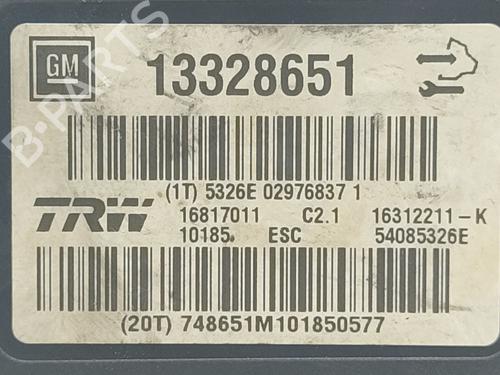 GM 13328651
(1T) 5326E 02976837 1
TRW 16817011 C2.1 16312211-K
10185 ESC 54085326E
(20T) 748651M101850577
B-PARTS